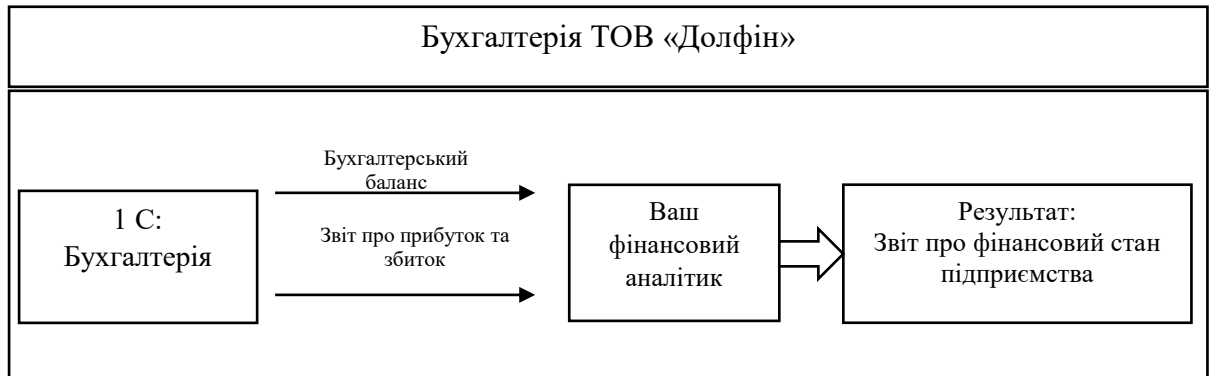 Бухгалтерія ТОВ «Долфін»
1 С:
Бухгалтерія
Бухгалтерський
баланс
Звіт про прибуток та
збиток
Ваш
фінансовий
аналітик
Результат:
Звіт про фінансовий стан
підприємства